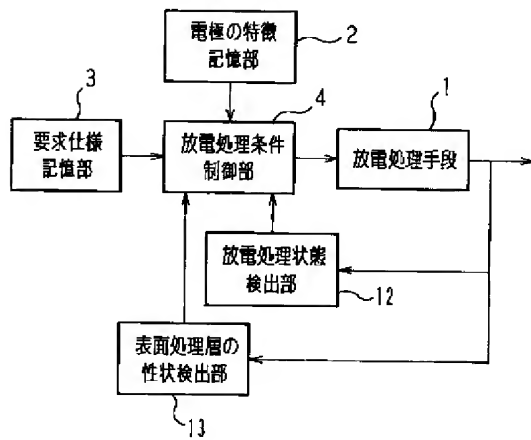 電極の特徴
記憶部
2
3
要求仕様
記憶部
4
放電処理条件
制御部
1
放電処理手段
放電処理状態
検出部
12
表面処理層の
性状検出部
13